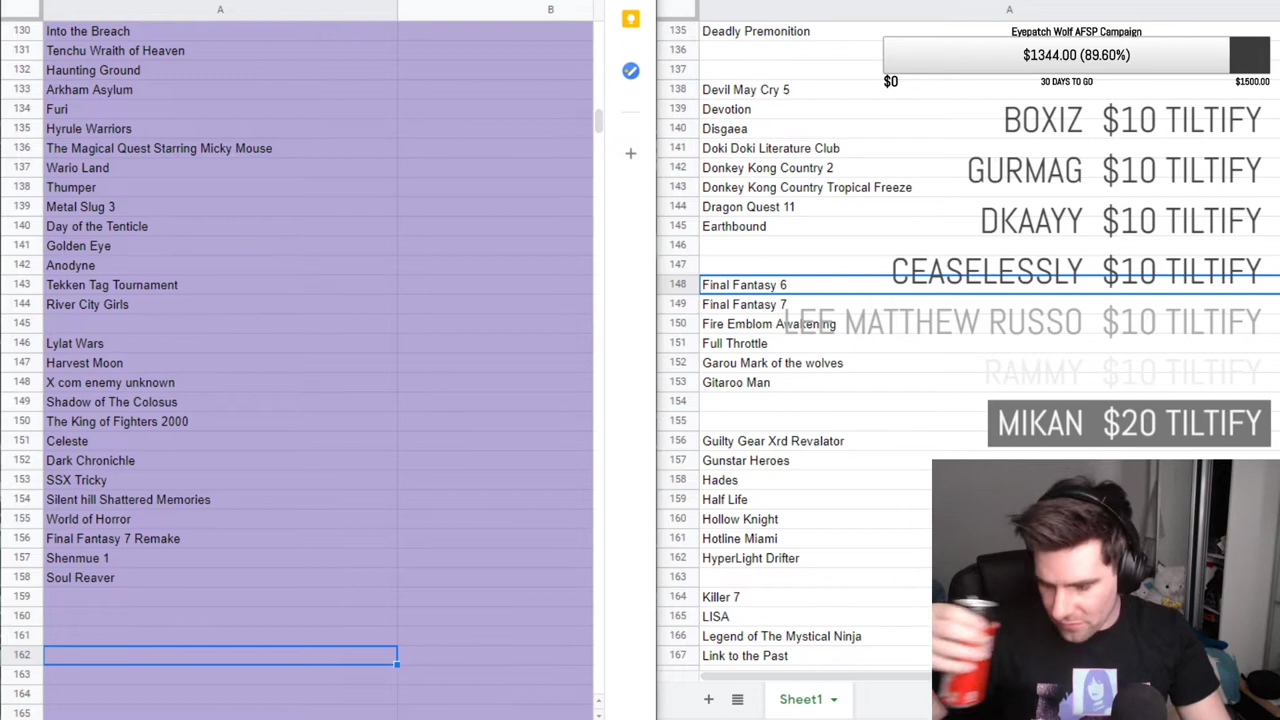 A
B
130 Into the Breach
131 Tenchu Wraith of Heaven
132 Haunting Ground
133 Arkham Asylum
134 Furi
135 Hyrule Warriors
136 The Magical Quest Starring Micky Mouse
137 Wario Land
138 Thumper
139 Metal Slug 3
140 Day of the Tenticle
141 Golden Eye
142 Anodyne
143 Tekken Tag Tournament
144 River City Girls
145
146 Lylat Wars
147 Harvest Moon
148 X com enemy unknown
149 Shadow of The Colosus
150 The King of Fighters 2000
151 Celeste
152 Dark Chronichle
153 SSX Tricky
154 Silent hill Shattered Memories
155 World of Horror
156 Final Fantasy 7 Remake
157 Shenmue 1
158 Soul Reaver
159
160
161
162
163
164
165
A
135 Deadly Premonition
136
137
138 Devil May Cry 5
139 Devotion
140 Disgaea
141 Doki Doki Literature Club
142 Donkey Kong Country 2
143 Donkey Kong Country Tropical Freeze
144 Dragon Quest 11
145 Earthbound
146
147
148 Final Fantasy 6
149 Final Fantasy 7
150 Fire Emblom Awakening
151 Full Throttle
152 Garou Mark of the wolves
153 Gitaroo Man
154
155
156 Guilty Gear Xrd Revalator
157 Gunstar Heroes
158 Hades
159 Half Life
160 Hollow Knight
161 Hotline Miami
162 HyperLight Drifter
163
164 Killer 7
165 LISA
166 Legend of The Mystical Ninja
167 Link to the Past
Sheet1
Eyepatch Wolf AFSP Campaign
$1344.00 (89.60%)
$0 30 DAYS TO GO $1500.00
BOXIZ $10 TILTIFY
GURMAG $10 TILTIFY
DKAAYY $10 TILTIFY
CEASELESSLY $10 TILTIFY
LEE MATTHEW RUSSO $10 TILTIFY
RAMMY $10 TILTIFY
MIKAN $20 TILTIFY